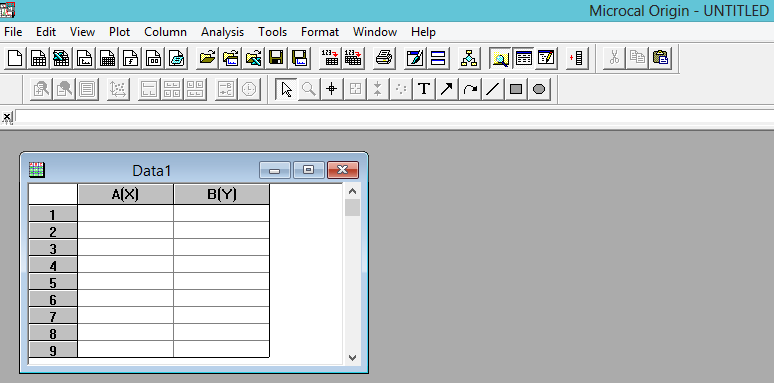 Microcal Origin - UNTITLED
File Edit View Plot Column Analysis Tools Format Window Help
T
Data1
A(X) B(Y)
1
2
3
4
5
6
7
8
9